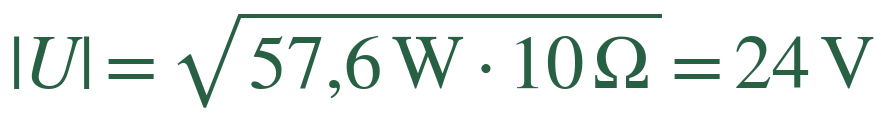 |U| = √57,6 W · 10 Ω = 24 V